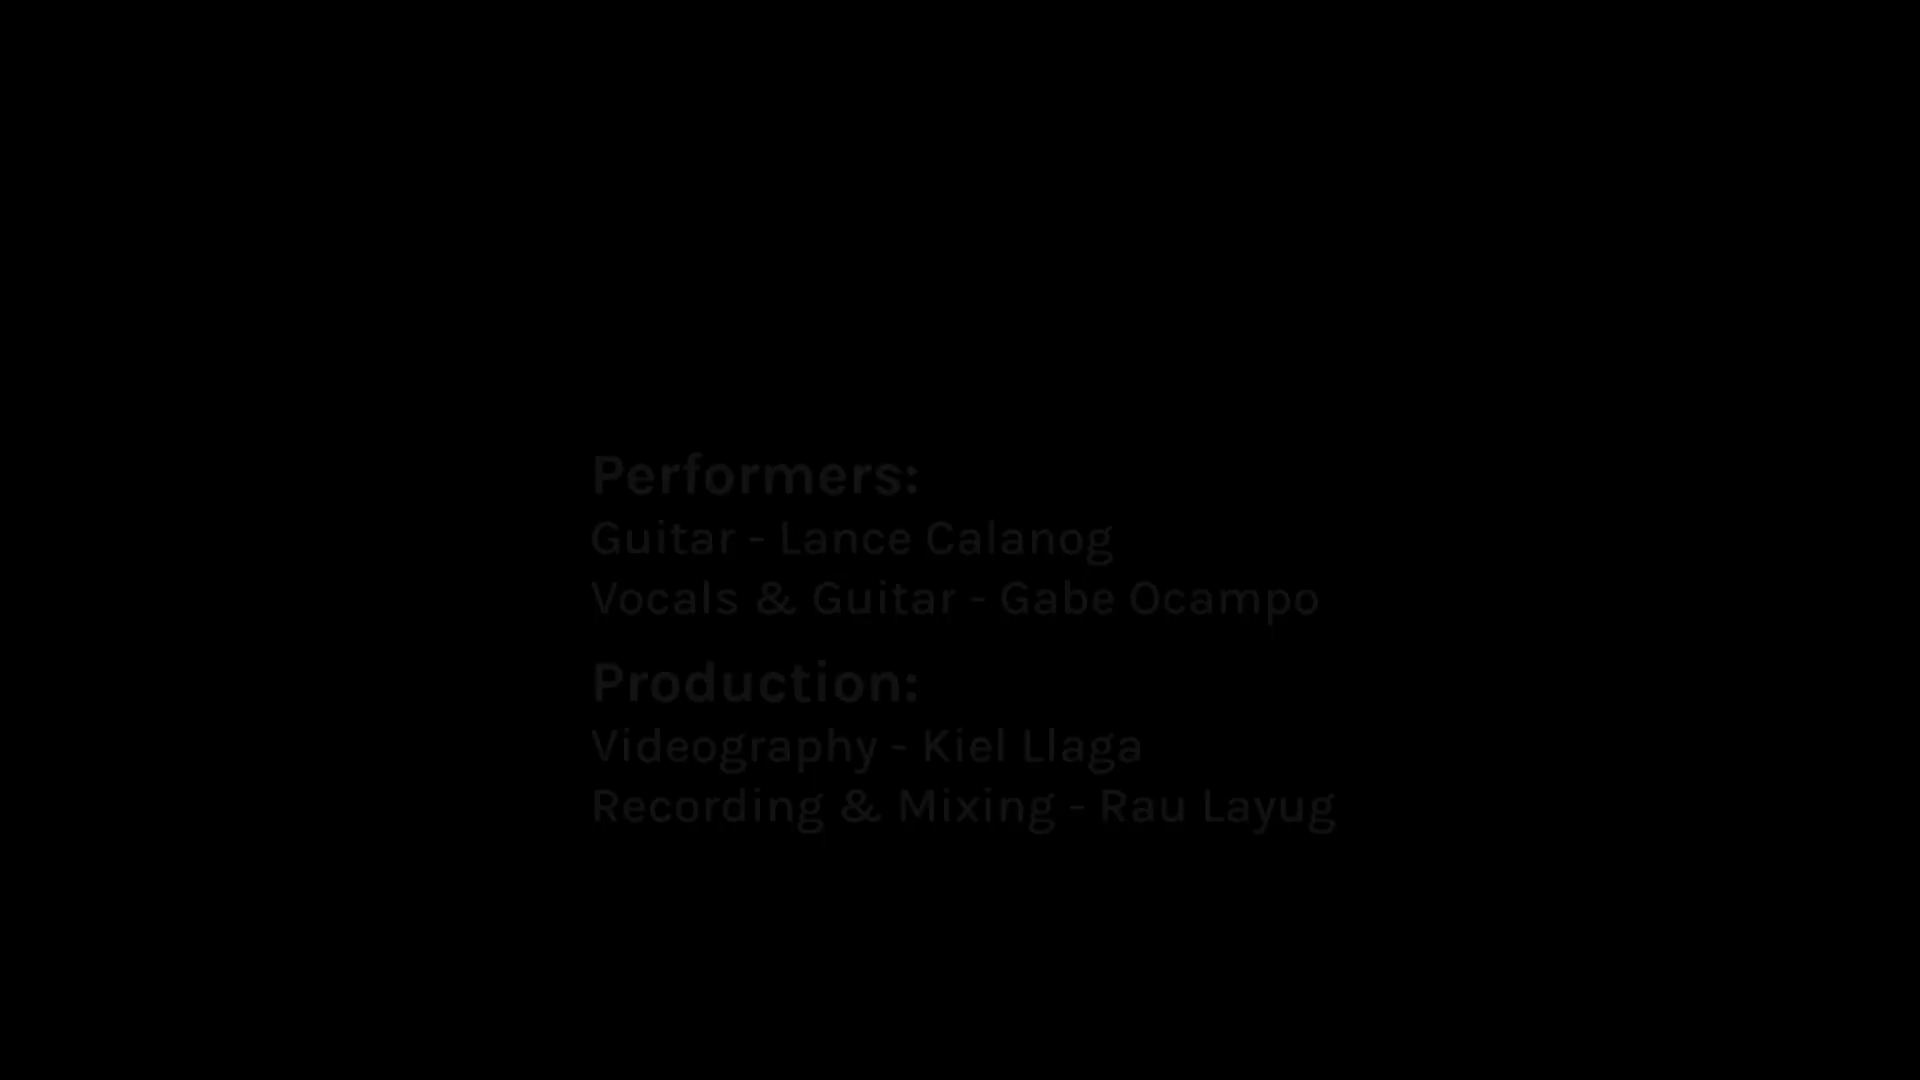 Performers:
Guitar - Lance Calanog
Vocals & Guitar - Gabe Ocampo
Production:
Videography - Kiel Llaga
Recording & Mixing - Rau Layug